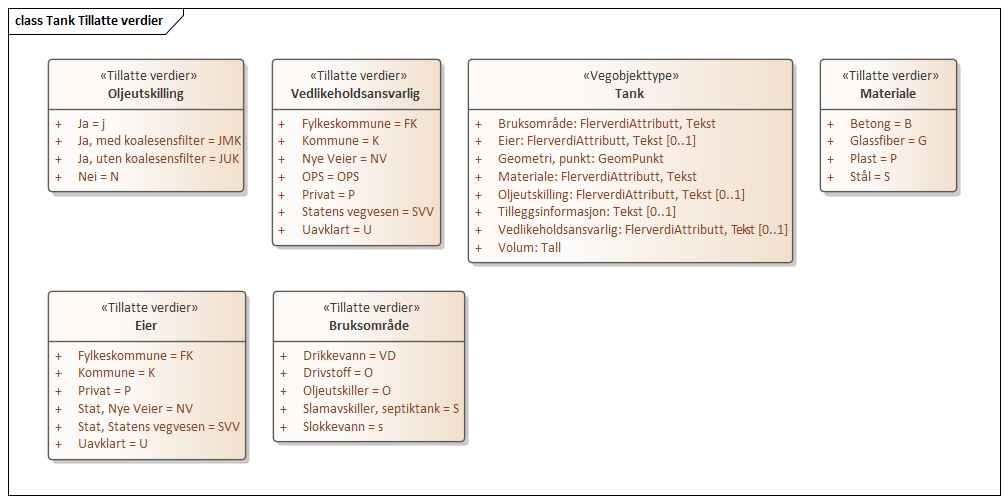 class Tank Tillatte verdier
«Tillatte verdier»
Oljeutskilling
+ Ja = j
+ Ja, med koalesensfilter = JMK
+ Ja, uten koalesensfilter = JUK
+ Nei = N
«Tillatte verdier»
Vedlikeholdsansvarlig
+ Fylkeskommune = FK
+ Kommune = K
+ Nye Veier = NV
+ OPS = OPS
+ Privat = P
+ Statens vegvesen = SVV
+ Uavklart = U
«Vegobjekttype»
Tank
+ Bruksområde: FlerverdiAttributt, Tekst
+ Eier: FlerverdiAttributt, Tekst [0..1]
+ Geometri, punkt: GeomPunkt
+ Materiale: FlerverdiAttributt, Tekst
+ Oljeutskilling: FlerverdiAttributt, Tekst [0..1]
+ Tilleggsinformasjon: Tekst [0..1]
+ Vedlikeholdsansvarlig: FlerverdiAttributt, Tekst [0..1]
+ Volum: Tall
«Tillatte verdier»
Materiale
+ Betong = B
+ Glassfiber = G
+ Plast = P
+ Stål = S
«Tillatte verdier»
Eier
+ Fylkeskommune = FK
+ Kommune = K
+ Privat = P
+ Stat, Nye Veier = NV
+ Stat, Statens vegvesen = SVV
+ Uavklart = U
«Tillatte verdier»
Bruksområde
+ Drikkevann = VD
+ Drivstoff = O
+ Oljeutskiller = O
+ Slamavskiller, septiktank = S
+ Slokkevann = s